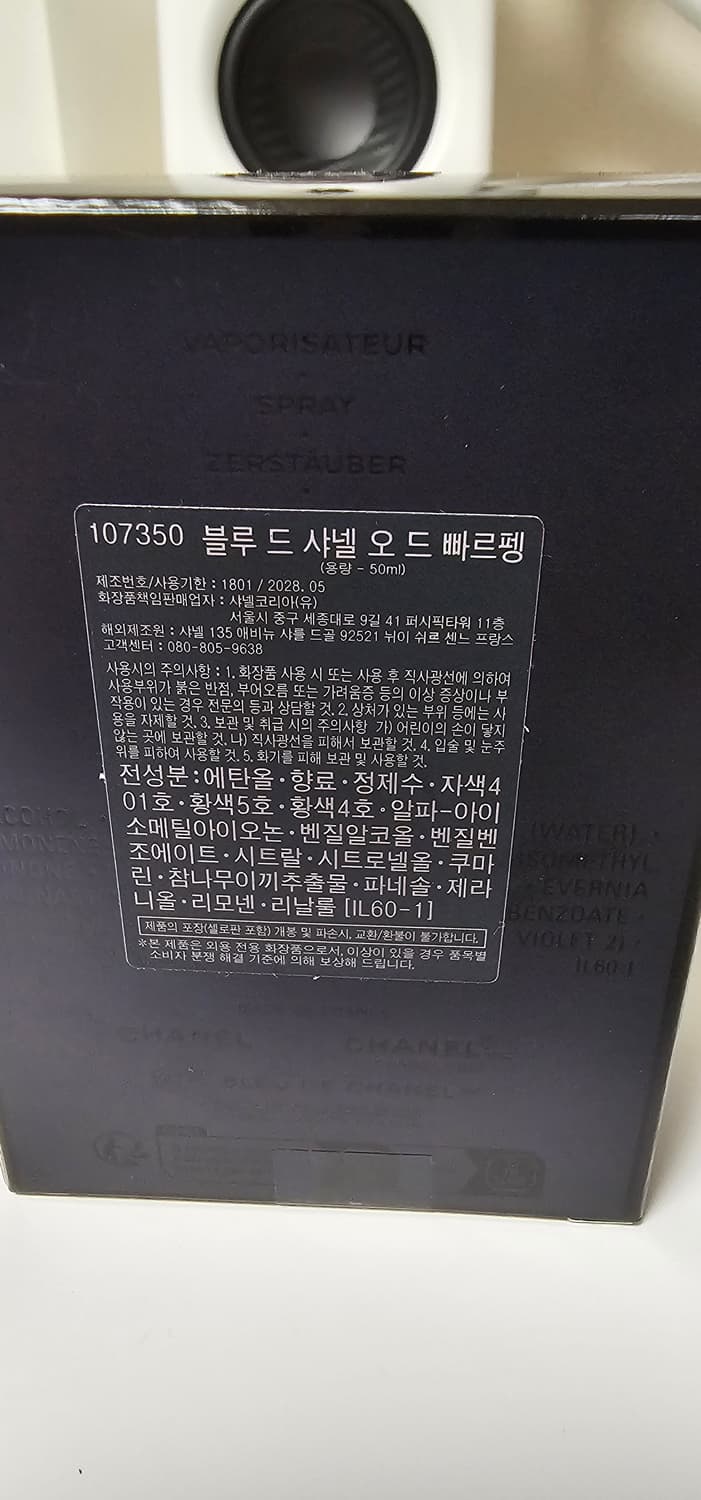 VAPORISATEUR
SPRAY
ZERSTÄUBER
107350 블루 드 샤넬 오 드 빠르펭
(용량 - 50ml)
제조번호/사용기한 : 1801 / 2028. 05
화장품책임판매업자 : 샤넬코리아(유)
서울시 중구 세종대로 9길 41 퍼시픽타워 11층
해외제조원 : 샤넬 135 애비뉴 샤를 드골 92521 뉘이 쉬르 센느 프랑스
고객센터 : 080-805-9638
사용시의 주의사항 : 1. 화장품 사용 시 또는 사용 후 직사광선에 의하여
사용부위가 붉은 반점, 부어오름 또는 가려움증 등의 이상 증상이나 부
작용이 있는 경우 전문의 등과 상담할 것. 2. 상처가 있는 부위 등에는 사
용을 자제할 것. 3. 보관 및 취급 시의 주의사항 가) 어린이의 손이 닿지
않는 곳에 보관할 것. 나) 직사광선을 피해서 보관할 것. 4. 입술 및 눈주
위를 피하여 사용할 것. 5. 화기를 피해 보관 및 사용할 것.
전성분 : 에탄올 · 향료 · 정제수 · 자색4
01호 · 황색5호 · 황색4호 · 알파-아이
소메틸아이오논 · 벤질알코올 · 벤질벤
조에이트 · 시트랄 · 시트로넬올 · 쿠마
린 · 참나무이끼추출물 · 파네솔 · 제라
니올 · 리모넨 · 리날룰 [IL60-1]
제품의 포장(셀로판 포함) 개봉 및 파손시, 교환/환불이 불가합니다.
※본 제품은 외용 전용 화장품으로서, 이상이 있을 경우 품목별
소비자 분쟁 해결 기준에 의해 보상해 드립니다.
(WATER) ·
· EVERNIA
BENZOATE ·
VIOLET 2) ·
IL60-1
CHANEL CHANEL
BLEU DE CHANEL